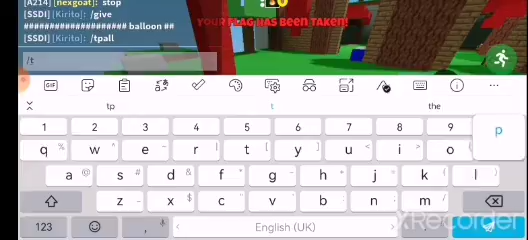 [A214] [nexgoat]: stop
[SSDI] [Kirito]: /give
#################### balloon ##
[SSDI] [Kirito]: /tpall
YOUR FLAG HAS BEEN TAKEN!
/t
GIF
tp t the
1 2 3 4 5 6 7 8 9
p
q % w ^ e ~ r | t [ y ] u < i > o {
a @ s # d & f * g - h + j = k ( l )
z - x $ c " v ' b : n ; m /
123 , English (UK)
XRecorder